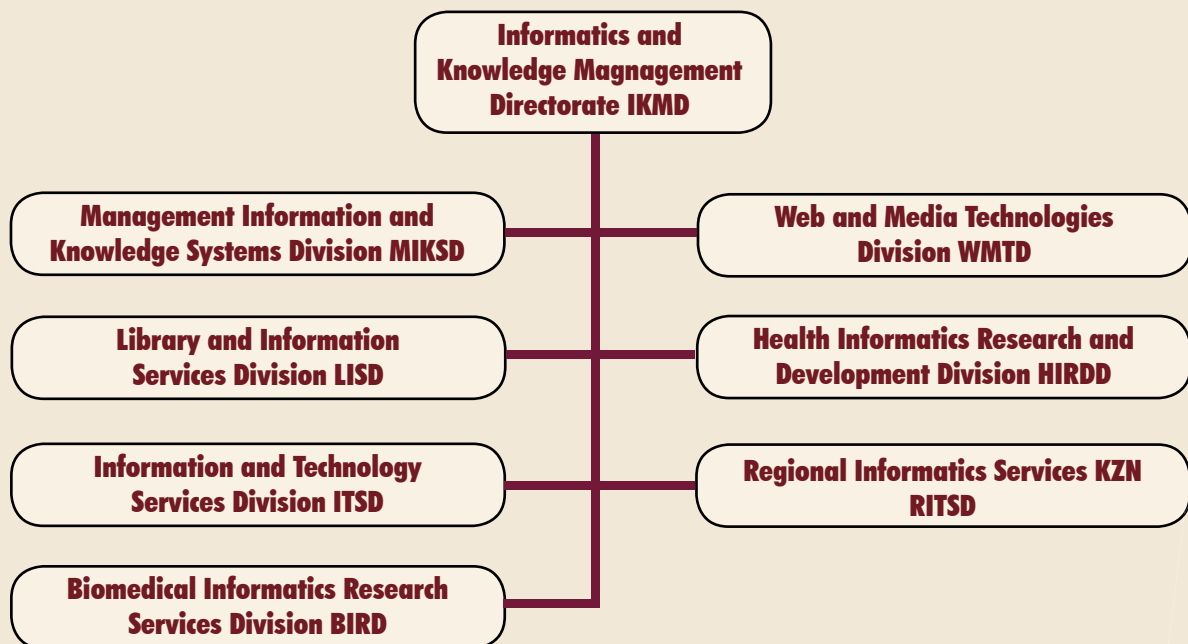 Informatics and
Knowledge Magnagement
Directorate IKMD
Management Information and
Knowledge Systems Division MIKSD
Web and Media Technologies
Division WMTD
Library and Information
Services Division LISD
Health Informatics Research and
Development Division HIRDD
Information and Technology
Services Division ITSD
Regional Informatics Services KZN
RITSD
Biomedical Informatics Research
Services Division BIRD